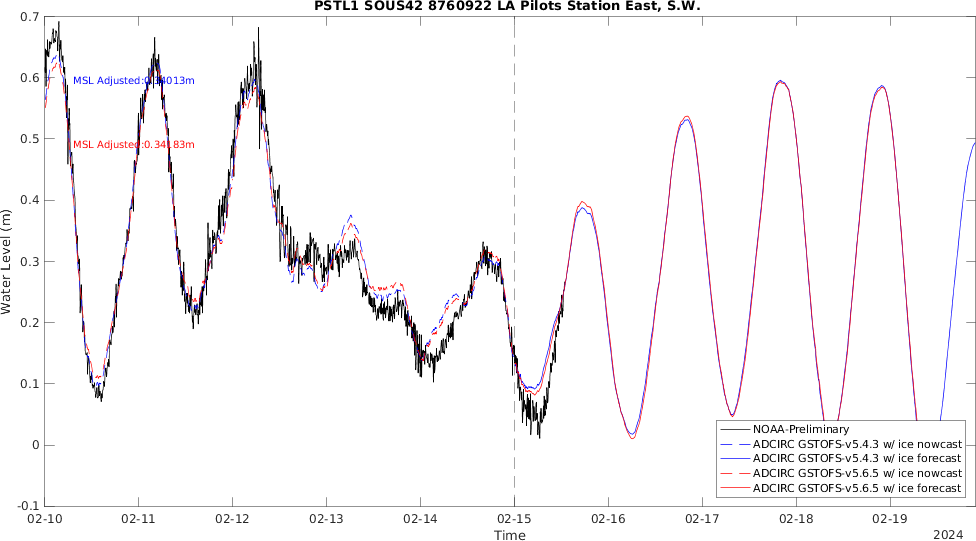 PSTL1 SOUS42 8760922 LA Pilots Station East, S.W.
0.7
0.6
0.5
0.4
0.3
0.2
0.1
0
-0.1
Water Level (m)
MSL Adjusted:0.34013m
MSL Adjusted:0.34183m
NOAA-Preliminary
ADCIRC GSTOFS-v5.4.3 w/ ice nowcast
ADCIRC GSTOFS-v5.4.3 w/ ice forecast
ADCIRC GSTOFS-v5.6.5 w/ ice nowcast
ADCIRC GSTOFS-v5.6.5 w/ ice forecast
02-10 02-11 02-12 02-13 02-14 02-15 02-16 02-17 02-18 02-19
Time
2024